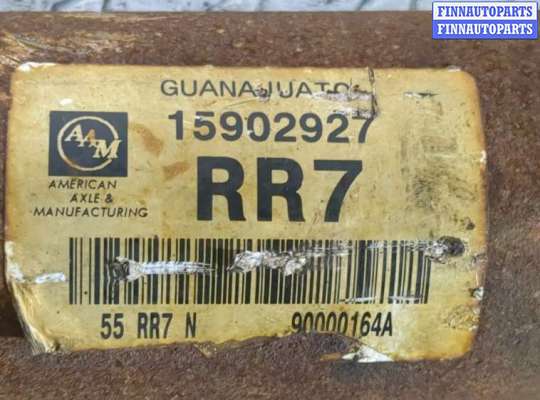 FINNAUTOPARTS
FINNAUTOPARTS
GUANAJUATO
15902927
RR7
AAM
AMERICAN
AXLE &
MANUFACTURING
55 RR7 N
90000164A